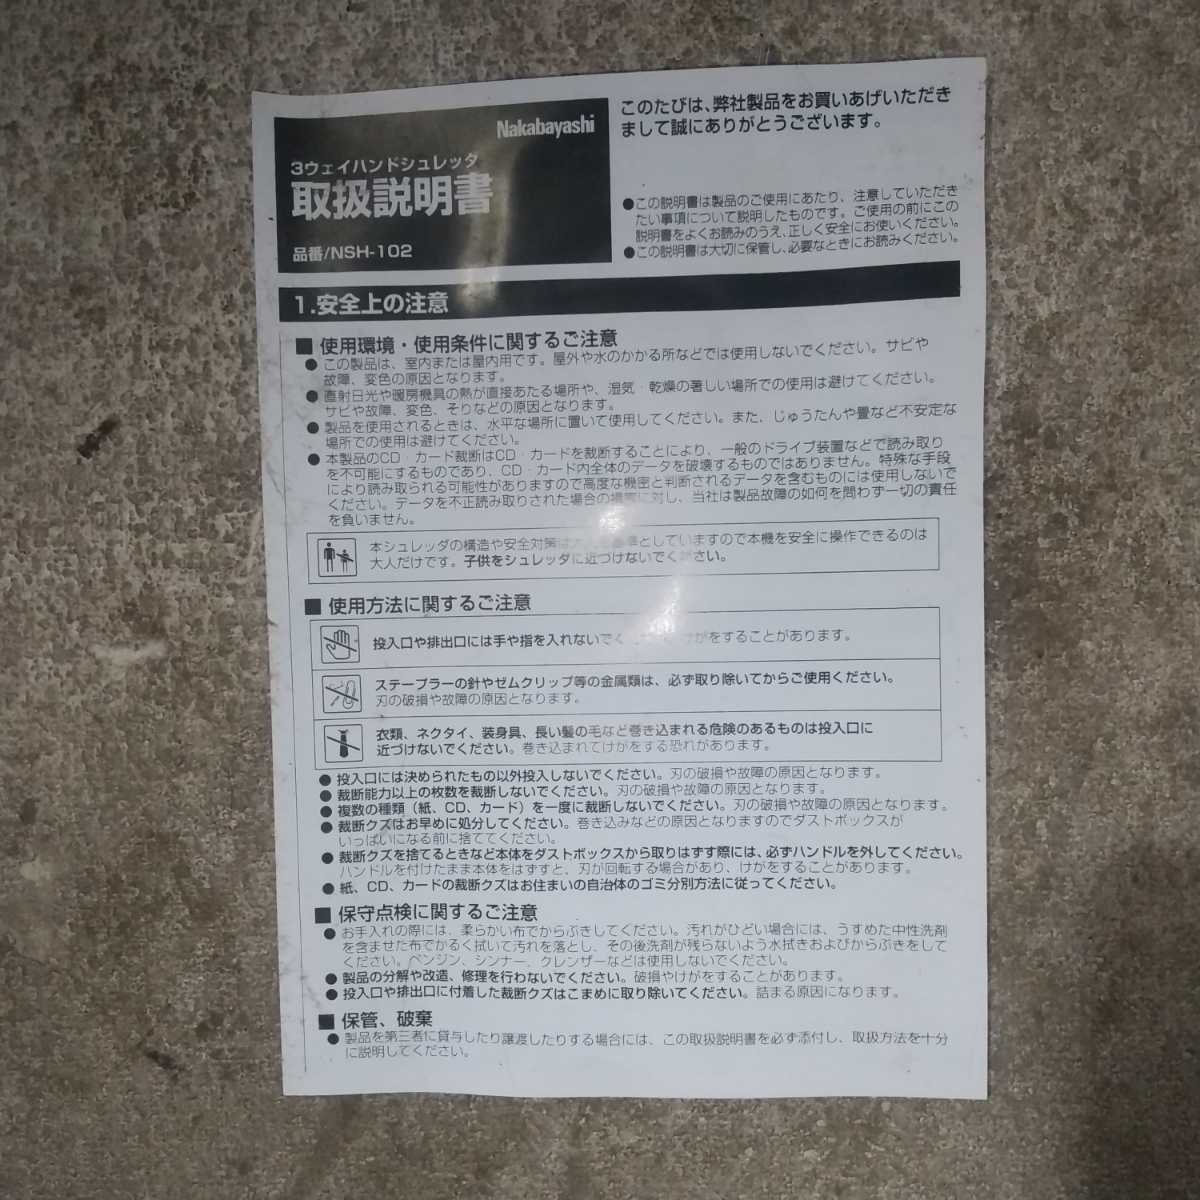 Nakabayashi
3ウェイハンドシュレッダ
取扱説明書
品番/NSH-102
このたびは、弊社製品をお買いあげいただき
まして誠にありがとうございます。
●この説明書は製品のご使用にあたり、注意していただき
たい事項について説明したものです。ご使用の前にこの
説明書をよくお読みのうえ、正しく安全にお使いください。
●この説明書は大切に保管し、必要なときにお読みください。
1.安全上の注意
■ 使用環境・使用条件に関するご注意
● この製品は、室内または屋内用です。屋外や水のかかる所などでは使用しないでください。サビや
故障、変色の原因となります。
● 直射日光や暖房機具の熱が直接あたる場所や、湿気・乾燥の著しい場所での使用は避けてください。
サビや故障、変色、そりなどの原因となります。
● 製品を使用されるときは、水平な場所に置いて使用してください。また、じゅうたんや畳など不安定な
場所での使用は避けてください。
● 本製品のCD・カード裁断はCD・カードを裁断することにより、一般のドライブ装置などで読み取り
を不可能にするものであり、CD・カード内全体のデータを破壊するものではありません。特殊な手段
により読み取られる可能性がありますので高度な機密と判断されるデータを含むものには使用しないで
ください。データを不正読み取りされた場合の損害に対し、当社は製品故障の如何を問わず一切の責任
を負いません。
本シュレッダの構造や安全対策は大人を基準としていますので本機を安全に操作できるのは
大人だけです。子供をシュレッダに近づけないでください。
■ 使用方法に関するご注意
投入口や排出口には手や指を入れないでく けがをすることがあります。
ステープラーの針やゼムクリップ等の金属類は、必ず取り除いてからご使用ください。
刃の破損や故障の原因となります。
衣類、ネクタイ、装身具、長い髪の毛など巻き込まれる危険のあるものは投入口に
近づけないでください。巻き込まれてけがをする恐れがあります。
● 投入口には決められたもの以外投入しないでください。刃の破損や故障の原因となります。
● 裁断能力以上の枚数を裁断しないでください。刃の破損や故障の原因となります。
● 複数の種類（紙、CD、カード）を一度に裁断しないでください。刃の破損や故障の原因となります。
● 裁断クズはお早めに処分してください。巻き込みなどの原因となりますのでダストボックスが
いっぱいになる前に捨ててください。
● 裁断クズを捨てるときなど本体をダストボックスから取りはずす際には、必ずハンドルを外してください。
ハンドルを付けたまま本体をはずすと、刃が回転する場合があり、けがをすることがあります。
● 紙、CD、カードの裁断クズはお住まいの自治体のゴミ分別方法に従ってください。
■ 保守点検に関するご注意
● お手入れの際には、柔らかい布でからぶきしてください。汚れがひどい場合には、うすめた中性洗剤
を含ませた布でかるく拭いて汚れを落とし、その後洗剤が残らないよう水拭きおよびからぶきをして
ください。ベンジン、シンナー、クレンザーなどは使用しないでください。
● 製品の分解や改造、修理を行わないでください。破損やけがをすることがあります。
● 投入口や排出口に付着した裁断クズはこまめに取り除いてください。詰まる原因になります。
■ 保管、破棄
● 製品を第三者に貸与したり譲渡したりする場合には、この取扱説明書を必ず添付し、取扱方法を十分
に説明してください。